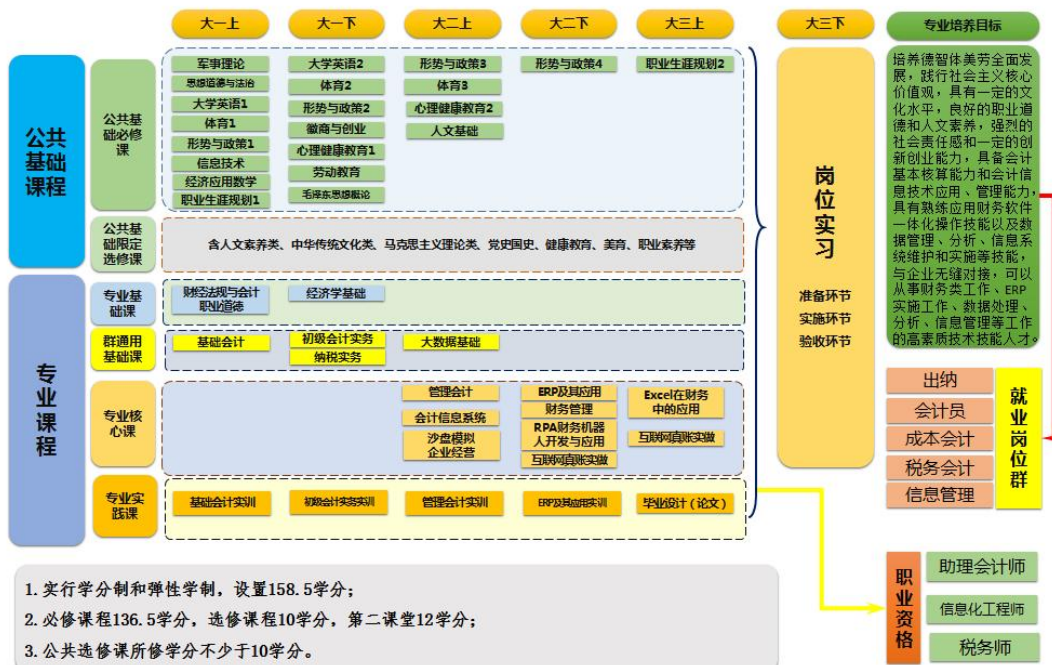 大一上
大一下
大二上
大二下
大三上
大三下
专业培养目标
公共
基础
课程
公共基
础必修
课
军事理论
思想道德与法治
大学英语1
体育1
形势与政策1
信息技术
经济应用数学
职业生涯规划1
大学英语2
体育2
形势与政策2
徽商与创业
心理健康教育1
劳动教育
毛泽东思想概论
形势与政策3
体育3
心理健康教育2
人文基础
形势与政策4
职业生涯规划2
公共基
础限定
选修课
含人文素养类、中华传统文化类、马克思主义理论类、党史国史、健康教育、美育、职业素养等
专业课程
专业基
础课
财经法规与会计
职业道德
经济学基础
群通用
基础课
基础会计
初级会计实务
纳税实务
大数据基础
专业核
心课
管理会计
会计信息系统
沙盘模拟
企业经营
ERP及其应用
财务管理
RPA财务机器
人开发与应用
互联网真账实做
Excel在财务
中的应用
互联网真账实做
专业实
践课
基础会计实训
初级会计实务实训
管理会计实训
ERP及其应用实训
毕业设计（论文）
岗位实习
准备环节
实施环节
验收环节
培养德智体美劳全面发
展，践行社会主义核心
价值观，具有一定的文
化水平，良好的职业道
德和人文素养，强烈的
社会责任感和一定的创
新创业能力，具备会计
基本核算能力和会计信
息技术应用、管理能力，
具有熟练应用财务软件
一体化操作技能以及数
据管理、分析、信息系
统维护和实施等技能，
与企业无缝对接，可以
从事财务类工作、ERP
实施工作、数据处理、
分析、信息管理等工作
的高素质技术技能人才。
出纳
会计员
成本会计
税务会计
信息管理
就业岗位群
职业资格
助理会计师
信息化工程师
税务师
1. 实行学分制和弹性学制，设置158.5学分；
2. 必修课程136.5学分，选修课程10学分，第二课堂12学分；
3. 公共选修课所修学分不少于10学分。